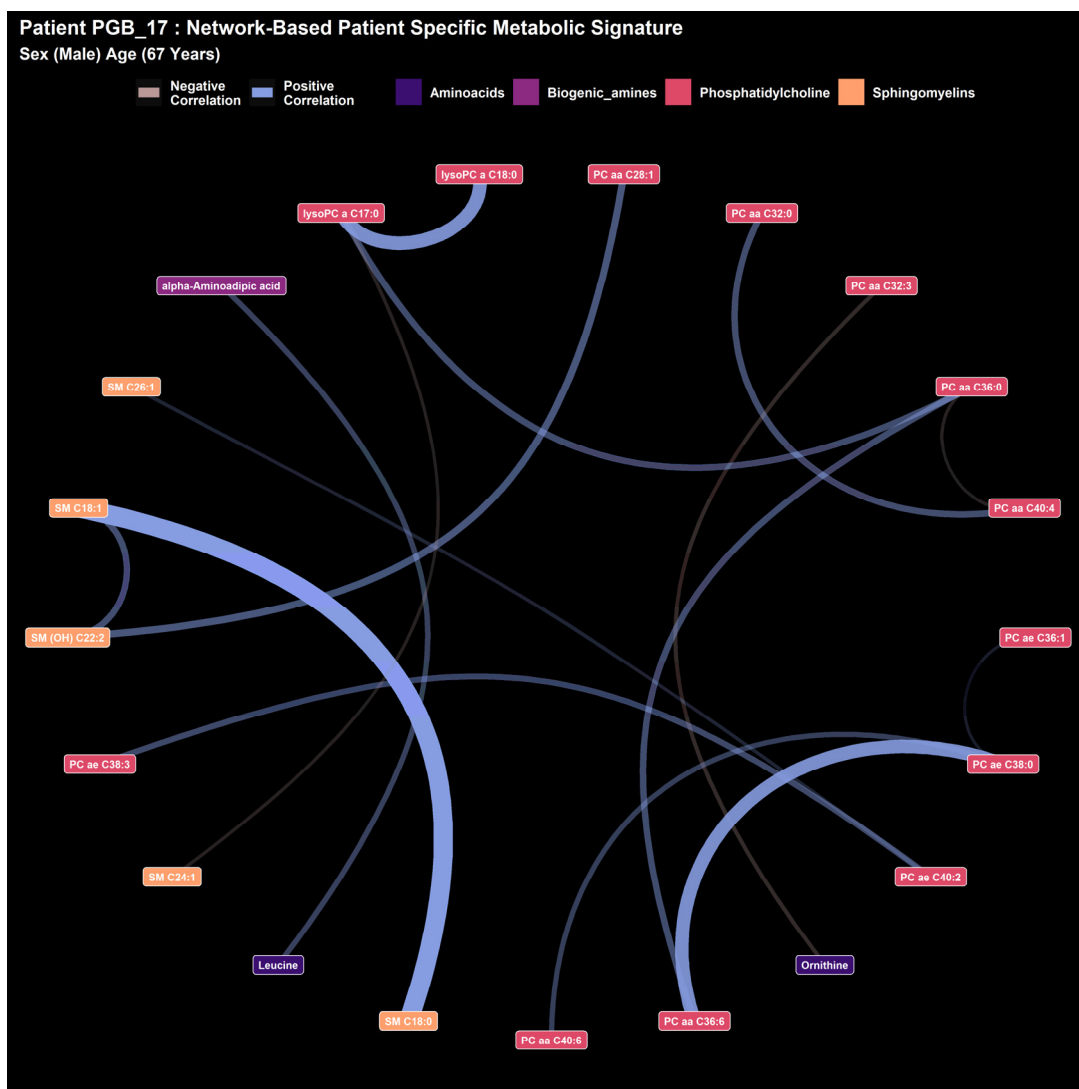 Patient PGB_17 : Network-Based Patient Specific Metabolic Signature
Sex (Male) Age (67 Years)
Negative Correlation
Positive Correlation
Aminoacids
Biogenic_amines
Phosphatidylcholine
Sphingomyelins
lysoPC a C18:0
PC aa C28:1
lysoPC a C17:0
PC aa C32:0
alpha-Aminoadipic acid
PC aa C32:3
SM C26:1
PC aa C36:0
SM C18:1
PC aa C40:4
SM (OH) C22:2
PC ae C36:1
PC ae C38:3
PC ae C38:0
SM C24:1
PC ae C40:2
Leucine
Ornithine
SM C18:0
PC aa C36:6
PC aa C40:6